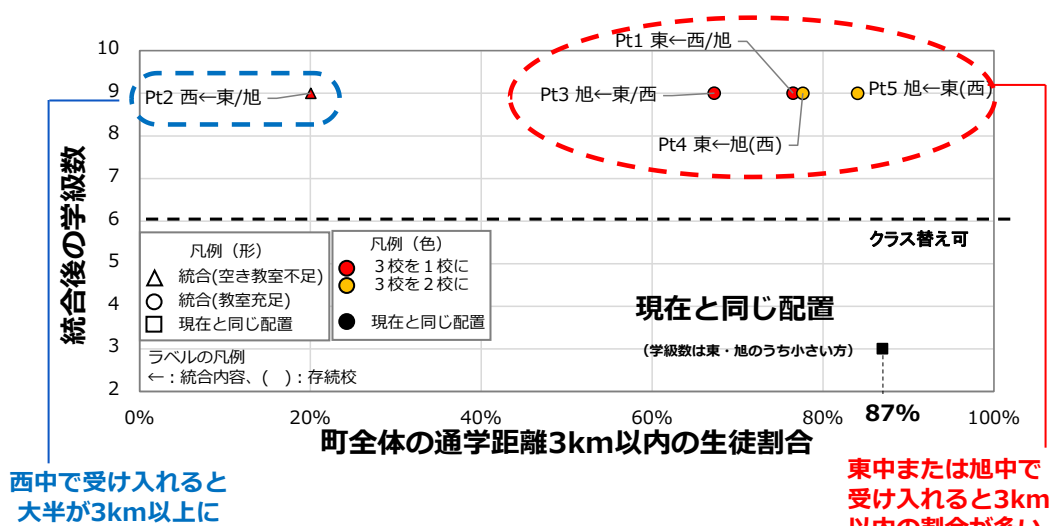 統合後の学級数
10
9
8
7
6
5
4
3
2
Pt1 東←西/旭
Pt2 西←東/旭
Pt3 旭←東/西
Pt4 東←旭(西)
Pt5 旭←東(西)
クラス替え可
凡例（形）
統合(空き教室不足)
統合(教室充足)
現在と同じ配置
凡例（色）
３校を１校に
３校を２校に
現在と同じ配置
ラベルの凡例
←：統合内容、(　)：存続校
現在と同じ配置
（学級数は東・旭のうち小さい方）
0%
20%
40%
60%
80%
87%
100%
町全体の通学距離3km以内の生徒割合
西中で受け入れると
大半が3km以上に
東中または旭中で
受け入れると3km
以内の割合が多い